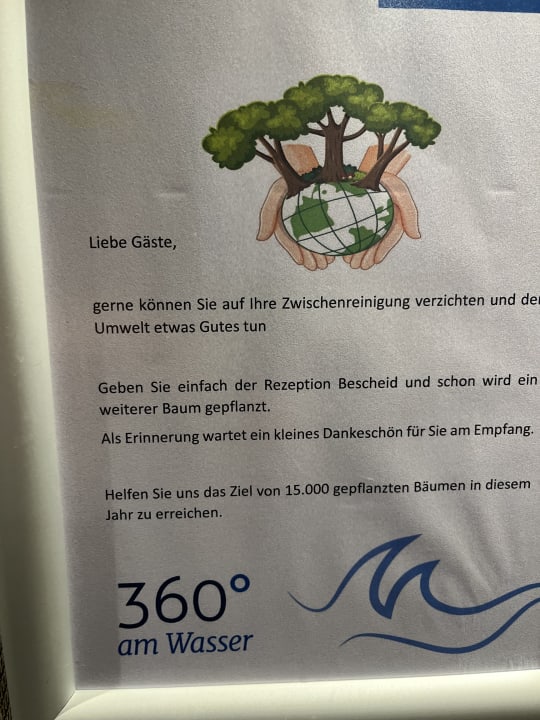 Liebe Gäste,
gerne können Sie auf Ihre Zwischenreinigung verzichten und der
Umwelt etwas Gutes tun
Geben Sie einfach der Rezeption Bescheid und schon wird ein
weiterer Baum gepflanzt.
Als Erinnerung wartet ein kleines Dankeschön für Sie am Empfang.
Helfen Sie uns das Ziel von 15.000 gepflanzten Bäumen in diesem
Jahr zu erreichen.
360°
am Wasser